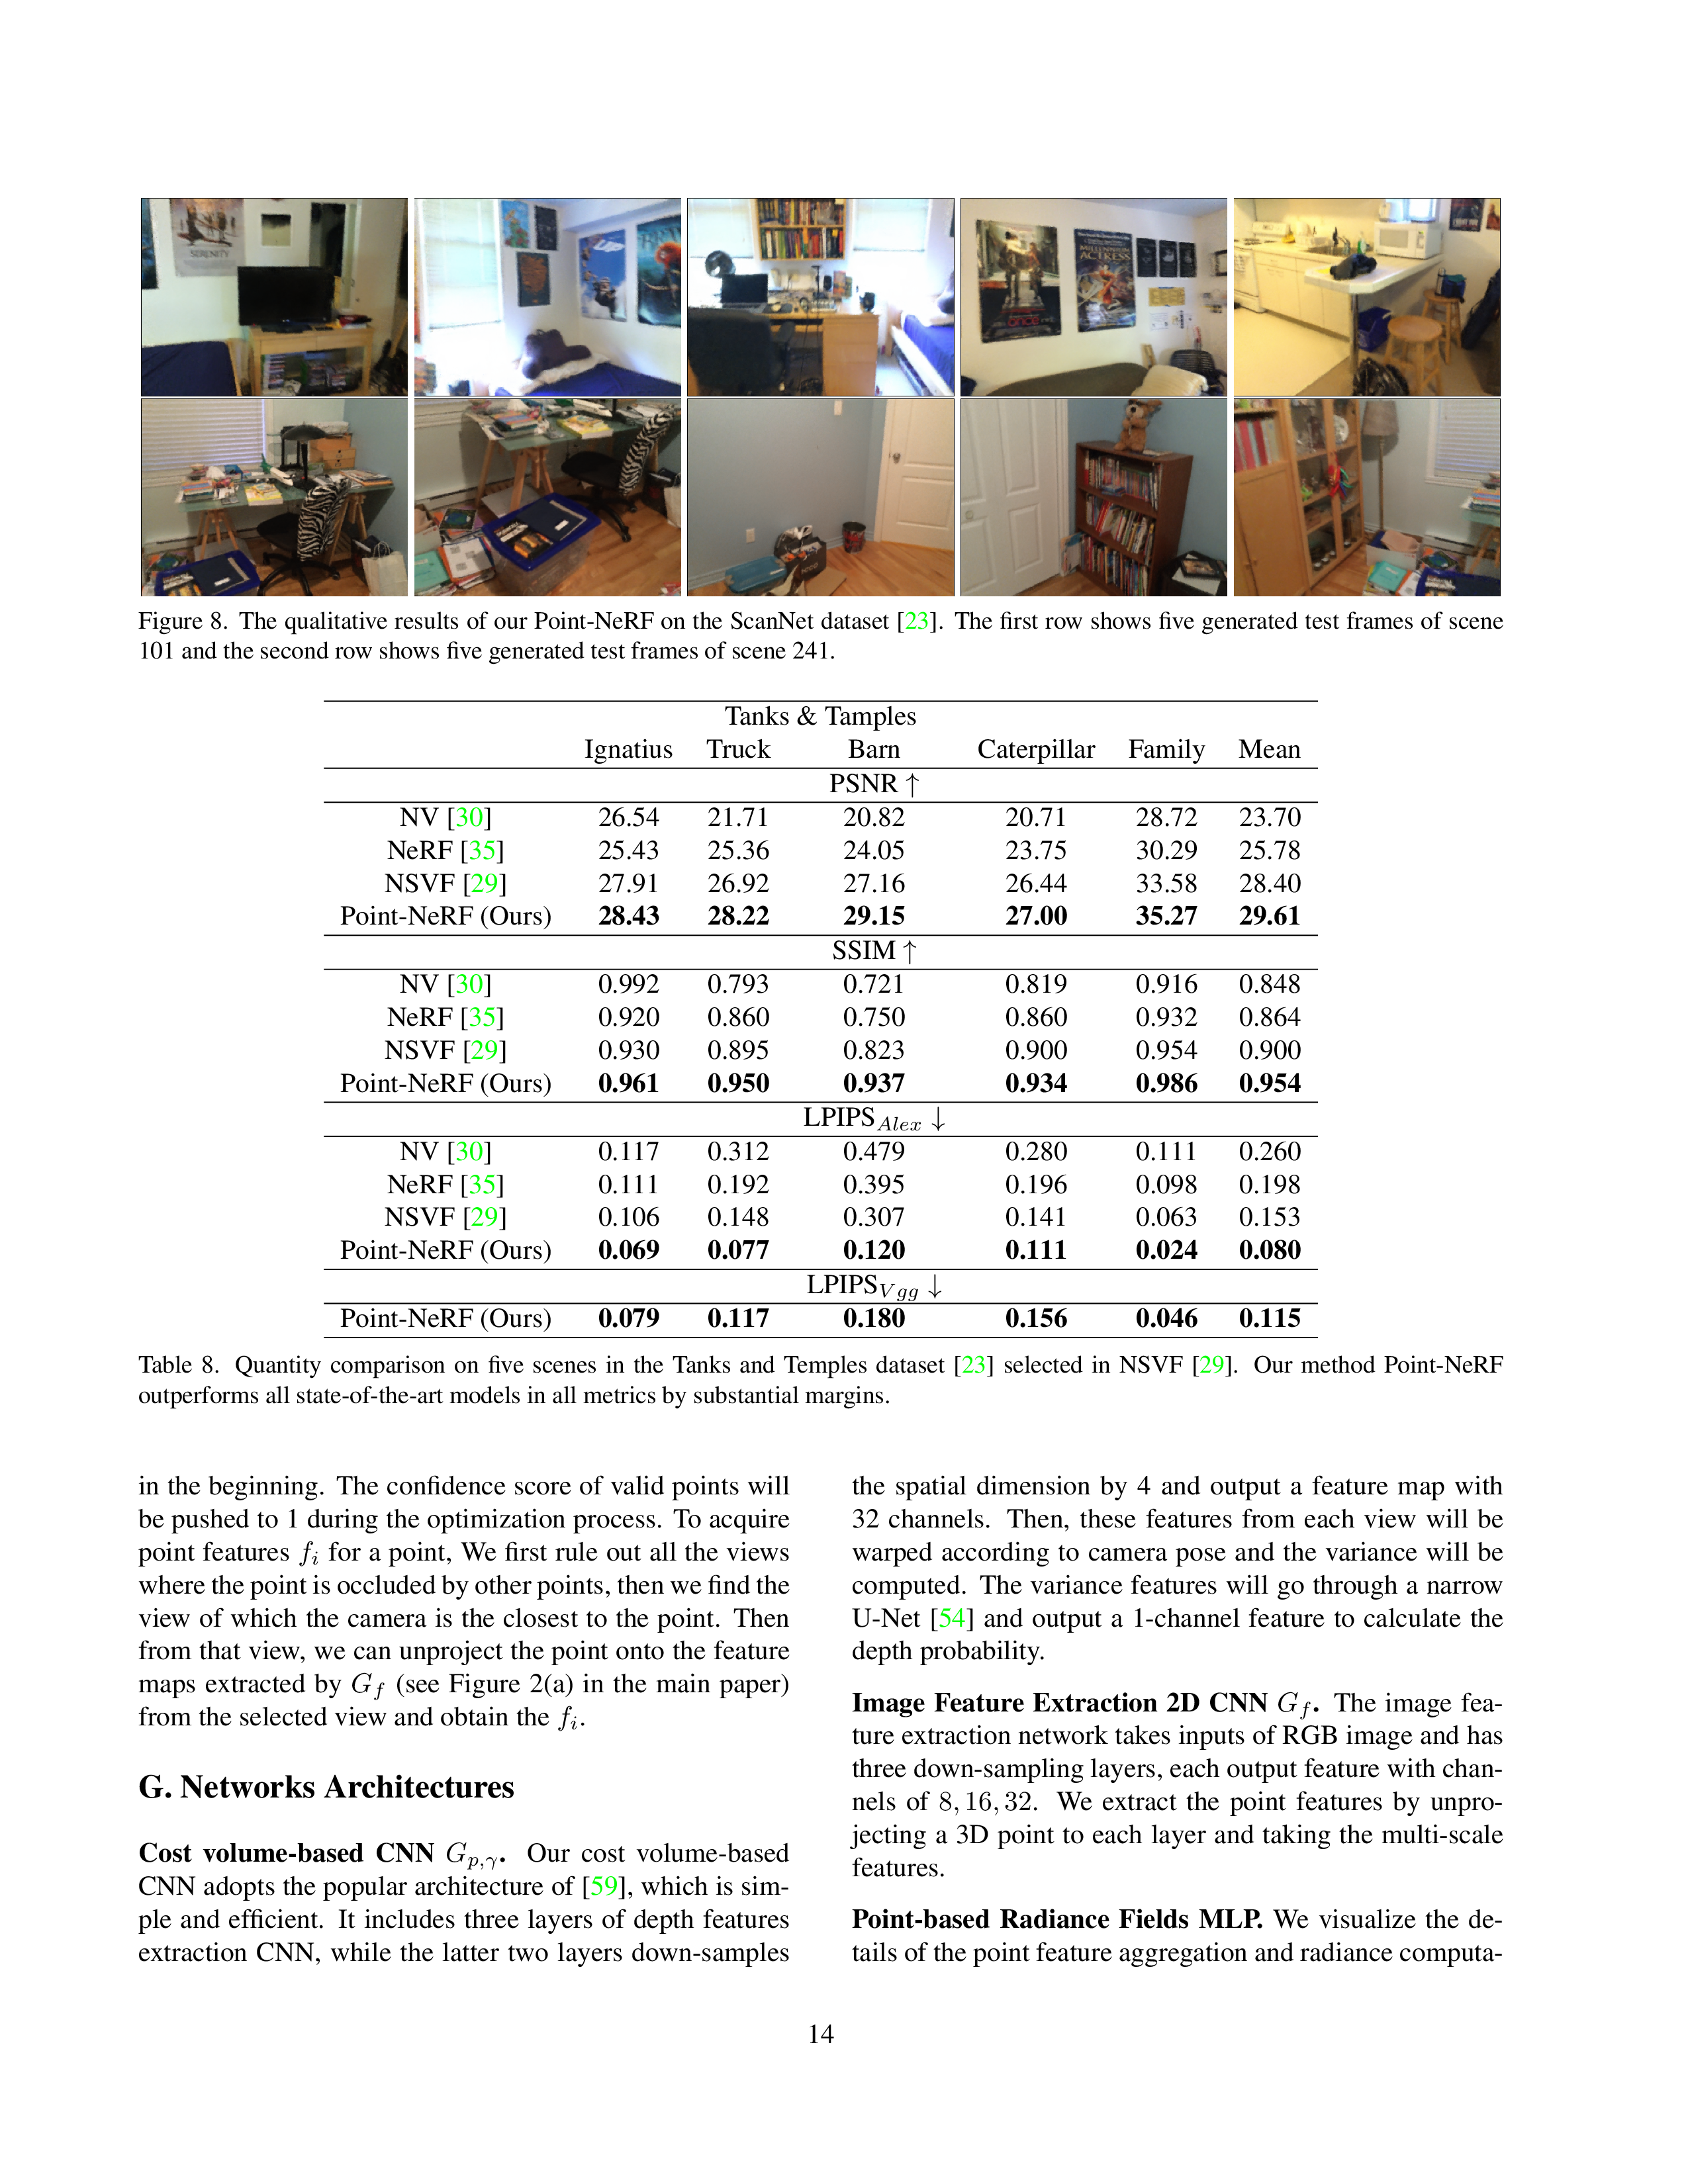 SERENITY
MILLENNIUM
ACTRESS
once
Figure 8. The qualitative results of our Point-NeRF on the ScanNet dataset [23]. The first row shows five generated test frames of scene
101 and the second row shows five generated test frames of scene 241.
Tanks & Tamples
Ignatius Truck Barn Caterpillar Family Mean
PSNR ↑
NV [30] 26.54 21.71 20.82 20.71 28.72 23.70
NeRF [35] 25.43 25.36 24.05 23.75 30.29 25.78
NSVF [29] 27.91 26.92 27.16 26.44 33.58 28.40
Point-NeRF (Ours) 28.43 28.22 29.15 27.00 35.27 29.61
SSIM ↑
NV [30] 0.992 0.793 0.721 0.819 0.916 0.848
NeRF [35] 0.920 0.860 0.750 0.860 0.932 0.864
NSVF [29] 0.930 0.895 0.823 0.900 0.954 0.900
Point-NeRF (Ours) 0.961 0.950 0.937 0.934 0.986 0.954
LPIPS_Alex ↓
NV [30] 0.117 0.312 0.479 0.280 0.111 0.260
NeRF [35] 0.111 0.192 0.395 0.196 0.098 0.198
NSVF [29] 0.106 0.148 0.307 0.141 0.063 0.153
Point-NeRF (Ours) 0.069 0.077 0.120 0.111 0.024 0.080
LPIPS_Vgg ↓
Point-NeRF (Ours) 0.079 0.117 0.180 0.156 0.046 0.115
Table 8. Quantity comparison on five scenes in the Tanks and Temples dataset [23] selected in NSVF [29]. Our method Point-NeRF
outperforms all state-of-the-art models in all metrics by substantial margins.
in the beginning. The confidence score of valid points will
be pushed to 1 during the optimization process. To acquire
point features f_i for a point, We first rule out all the views
where the point is occluded by other points, then we find the
view of which the camera is the closest to the point. Then
from that view, we can unproject the point onto the feature
maps extracted by G_f (see Figure 2(a) in the main paper)
from the selected view and obtain the f_i.
G. Networks Architectures
Cost volume-based CNN G_p,γ. Our cost volume-based
CNN adopts the popular architecture of [59], which is sim-
ple and efficient. It includes three layers of depth features
extraction CNN, while the latter two layers down-samples
the spatial dimension by 4 and output a feature map with
32 channels. Then, these features from each view will be
warped according to camera pose and the variance will be
computed. The variance features will go through a narrow
U-Net [54] and output a 1-channel feature to calculate the
depth probability.
Image Feature Extraction 2D CNN G_f. The image fea-
ture extraction network takes inputs of RGB image and has
three down-sampling layers, each output feature with chan-
nels of 8, 16, 32. We extract the point features by unpro-
jecting a 3D point to each layer and taking the multi-scale
features.
Point-based Radiance Fields MLP. We visualize the de-
tails of the point feature aggregation and radiance computa-
14